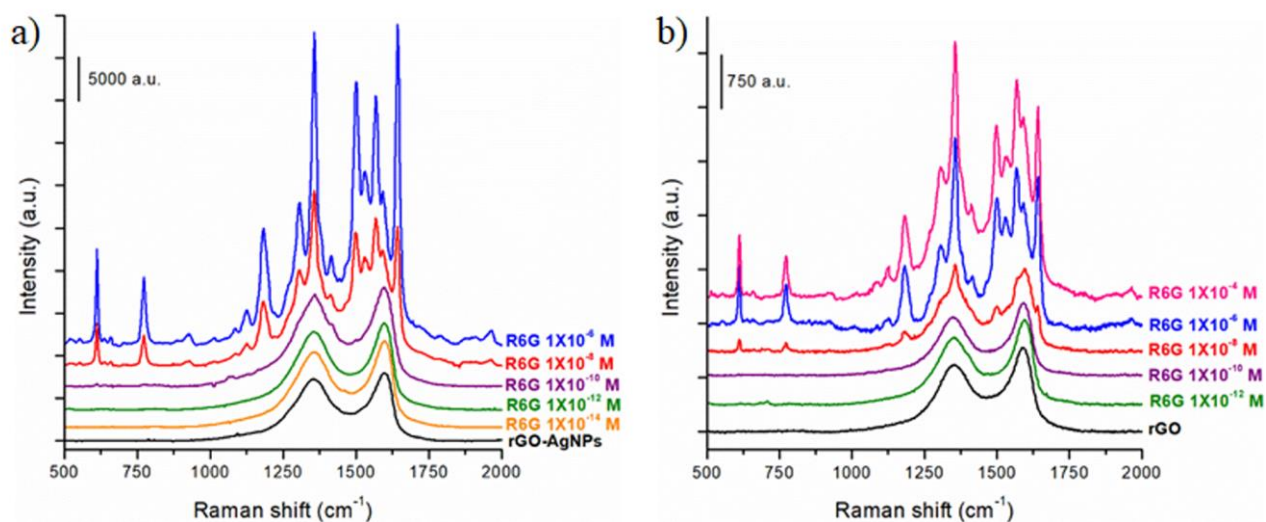 a)
5000 a.u.
Intensity (a.u.)
R6G 1X10⁻⁶ M
R6G 1X10⁻⁸ M
R6G 1X10⁻¹⁰ M
R6G 1X10⁻¹² M
R6G 1X10⁻¹⁴ M
rGO-AgNPs
500 750 1000 1250 1500 1750 2000
Raman shift (cm⁻¹)
b)
750 a.u.
Intensity (a.u.)
R6G 1X10⁻⁴ M
R6G 1X10⁻⁶ M
R6G 1X10⁻⁸ M
R6G 1X10⁻¹⁰ M
R6G 1X10⁻¹² M
rGO
500 750 1000 1250 1500 1750 2000
Raman shift (cm⁻¹)